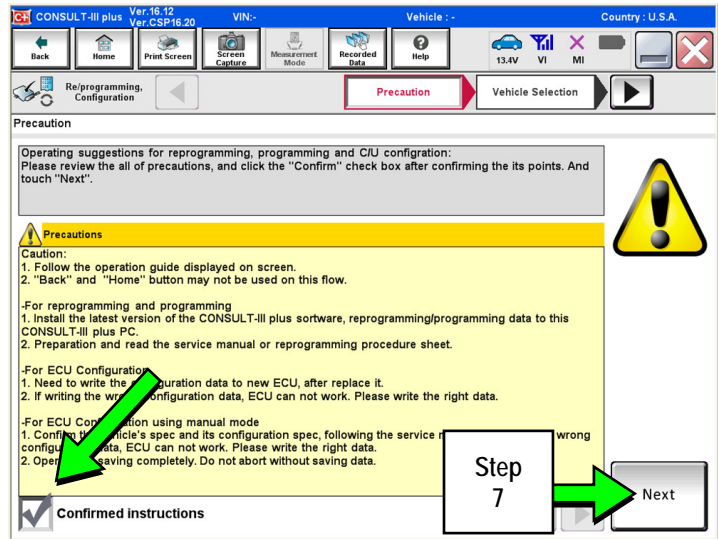 CONSULT-III plus Ver.16.12 VIN:- Vehicle : - Country : U.S.A.
Ver.CSP16.20
Back Home Print Screen Screen Capture Measurement Mode Recorded Data Help 13.4V VI MI
Re/programming,
Configuration
Precaution Vehicle Selection
Precaution
Operating suggestions for reprogramming, programming and C/U configration:
Please review the all of precautions, and click the "Confirm" check box after confirming the its points. And
touch "Next".
Precautions
Caution:
1. Follow the operation guide displayed on screen.
2. "Back" and "Home" button may not be used on this flow.
-For reprogramming and programming
1. Install the latest version of the CONSULT-III plus sortware, reprogramming/programming data to this
CONSULT-III plus PC.
2. Preparation and read the service manual or reprogramming procedure sheet.
-For ECU Configuration
1. Need to write the configuration data to new ECU, after replace it.
2. If writing the wrong configuration data, ECU can not work. Please write the right data.
-For ECU Configuration using manual mode
1. Confirm the vehicle's spec and its configuration spec, following the service wrong
data, ECU can not work. Please write the right data.
2. saving completely. Do not abort without saving data.
Step
7
Next
Confirmed instructions